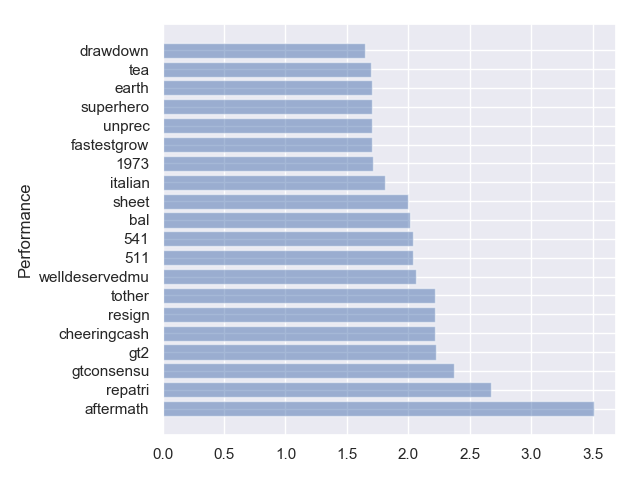 drawdown
tea
earth
superhero
unprec
fastestgrow
1973
italian
sheet
bal
541
511
welldeservedmu
tother
resign
cheeringcash
gt2
gtconsensu
repatri
aftermath
Performance
0.0 0.5 1.0 1.5 2.0 2.5 3.0 3.5